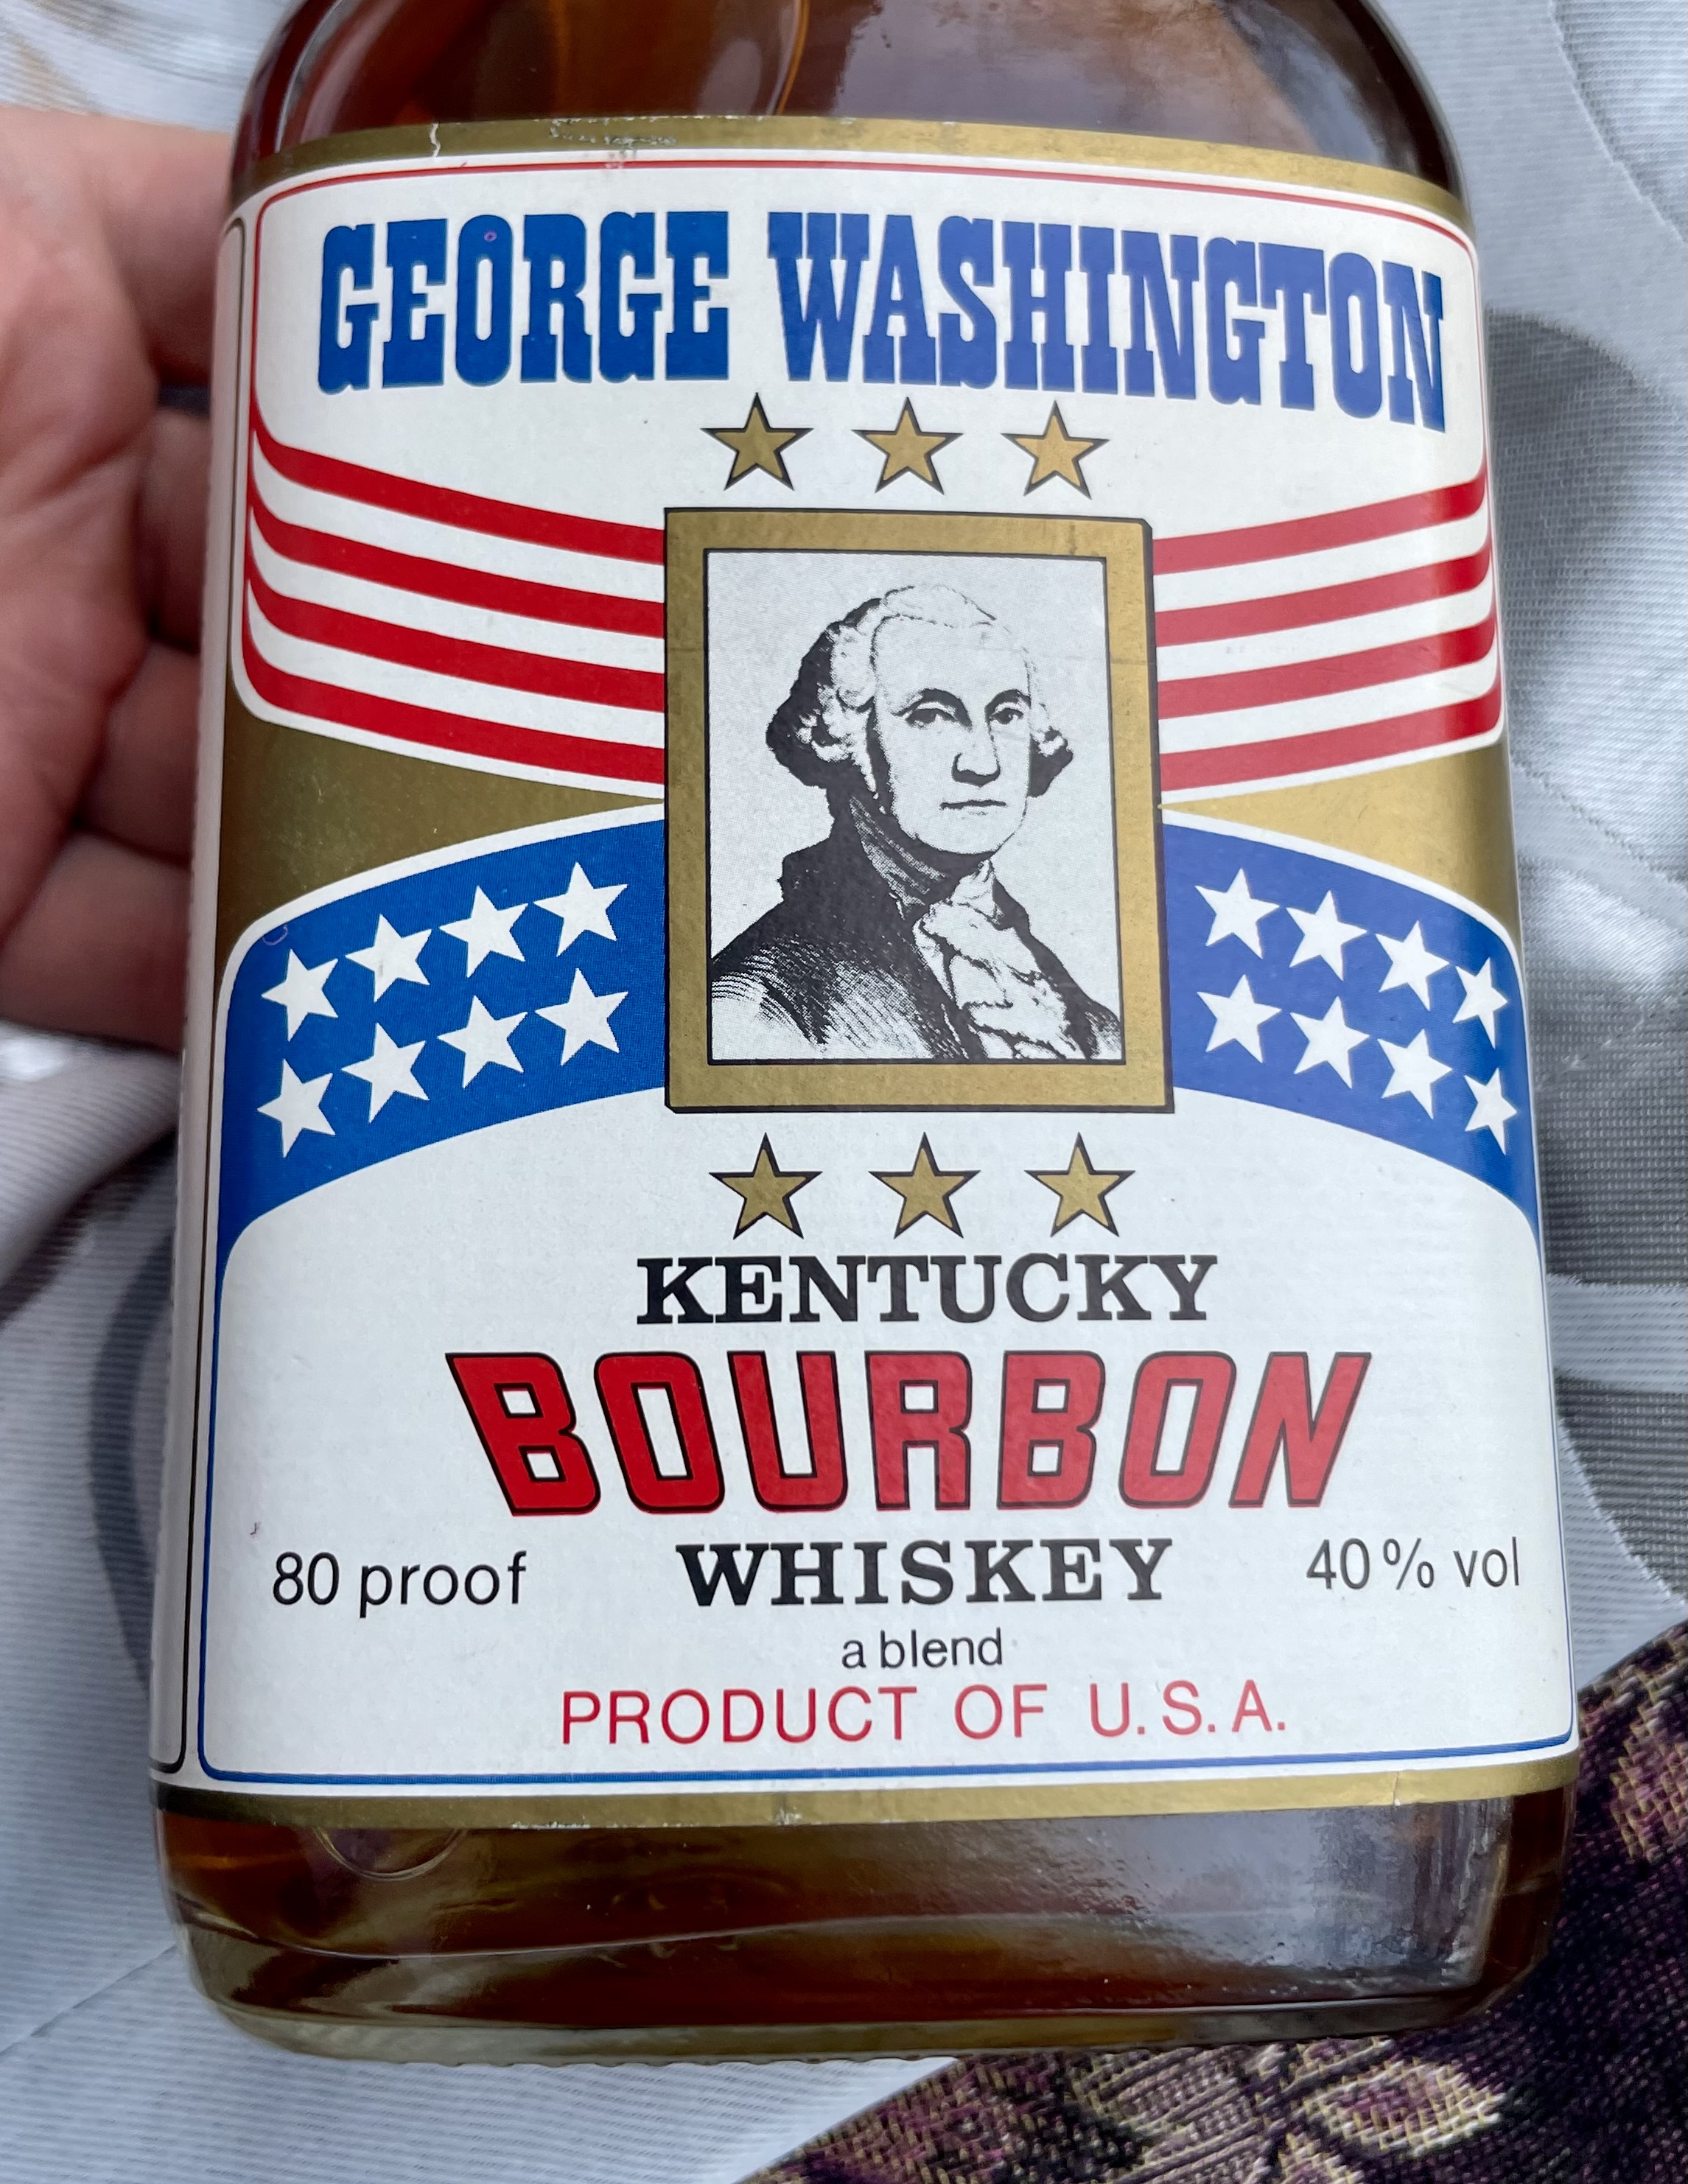 GEORGE WASHINGTON
KENTUCKY
BOURBON
80 proof WHISKEY 40% vol
a blend
PRODUCT OF U.S.A.